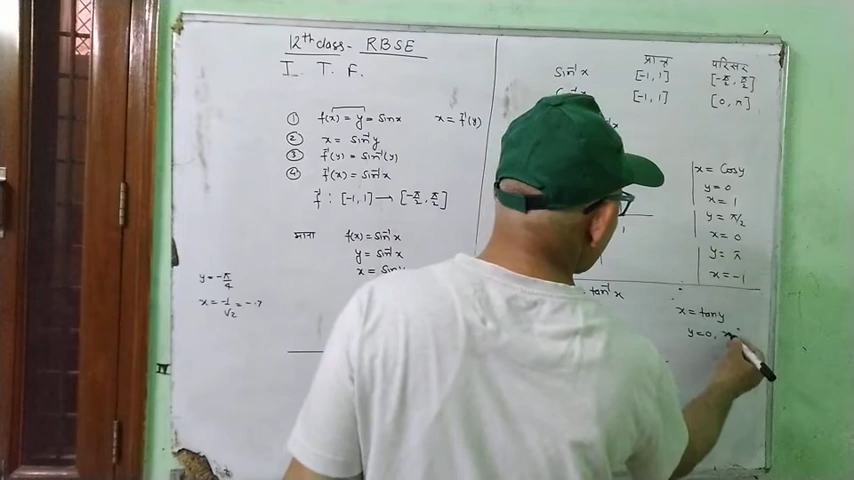 12th class - RBSE
I. T. F.
① f(x) = y = sinx x = f⁻¹(y)
② x = sin⁻¹y
③ f⁻¹(y) = sin⁻¹(y)
④ f⁻¹(x) = sin⁻¹x
f⁻¹ : [-1, 1] → [-π/2, π/2]
माना f(x) = sin⁻¹x
y = sin⁻¹x
x = siny
y = -π/4
x = -1/√2 = -.7
प्रान्त परिसर
sin⁻¹x [-1, 1] [-π/2, π/2]
[-1, 1] [0, π]
x = Cosy
y = 0
x = 1
y = π/2
x = 0
y = π
x = -1
tan⁻¹x
x = tany
y = 0, x